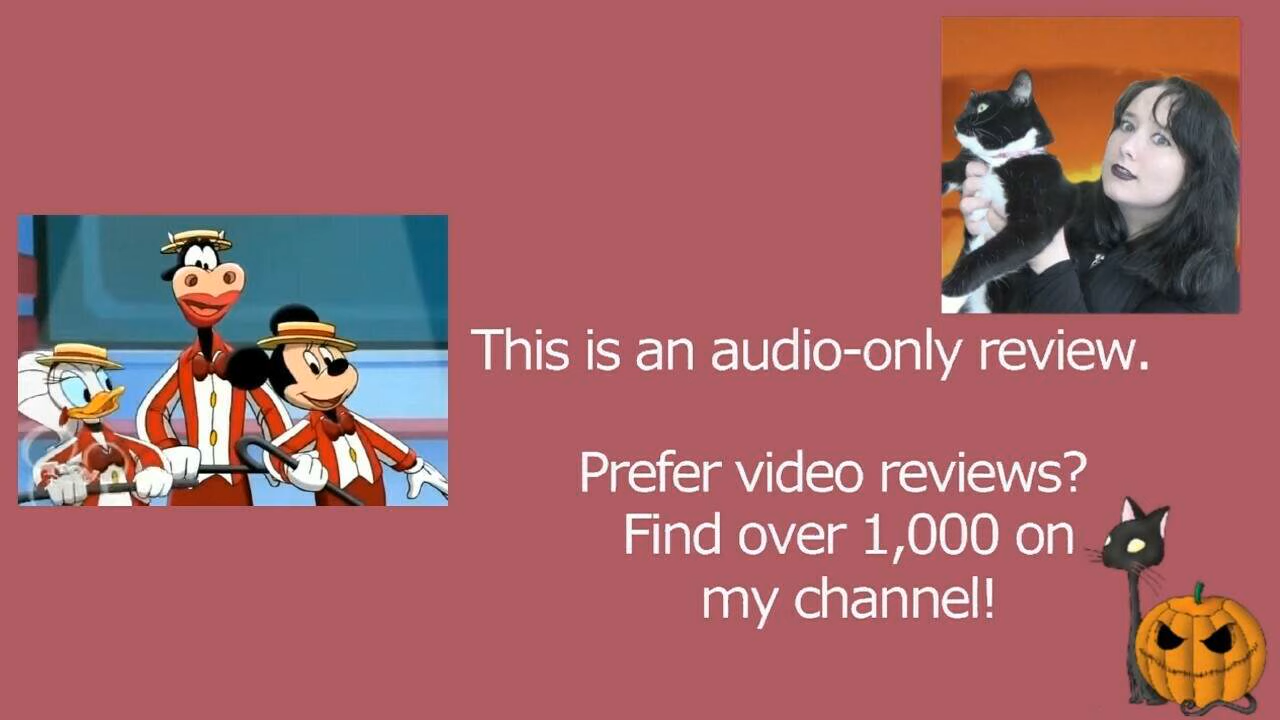 This is an audio-only review.
Prefer video reviews?
Find over 1,000 on
my channel!